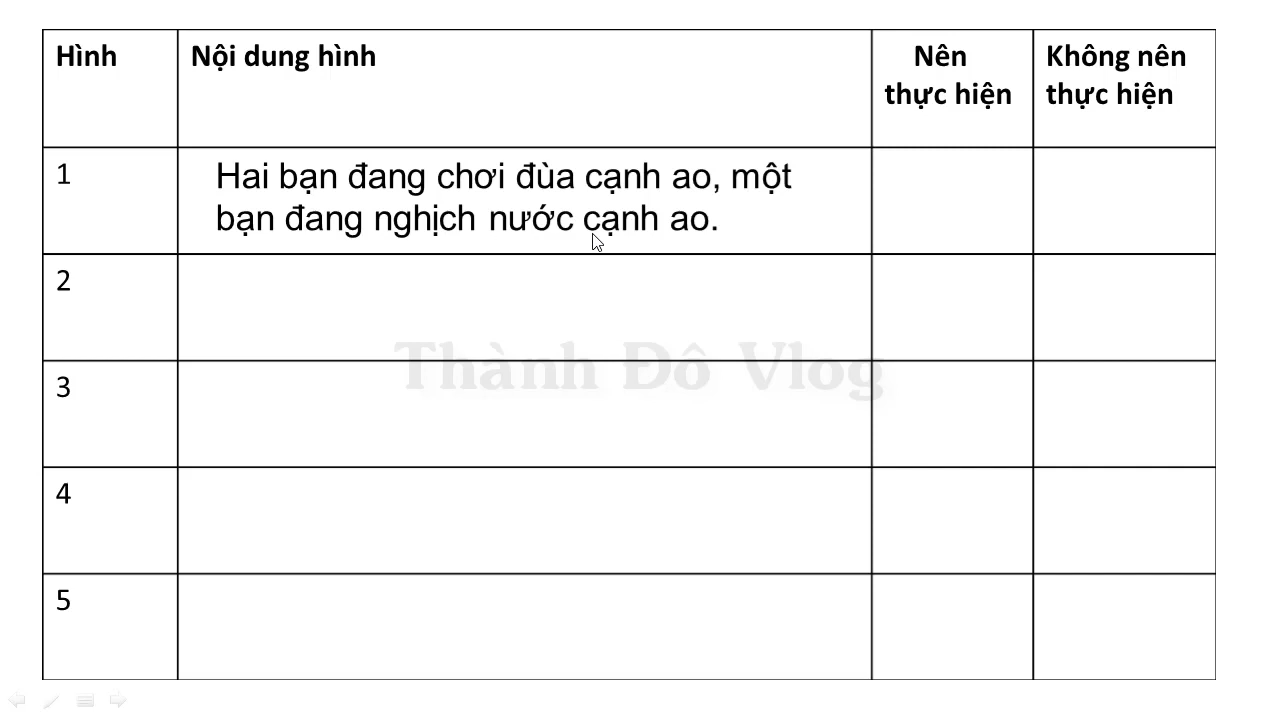 Hình Nội dung hình Nên thực hiện Không nên thực hiện
1 Hai bạn đang chơi đùa cạnh ao, một
bạn đang nghịch nước cạnh ao.
2
Thành Đô Vlog
3
4
5